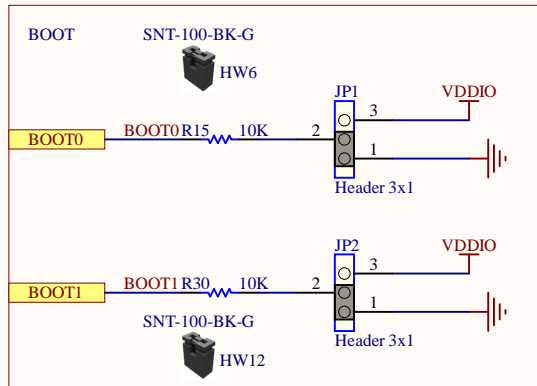 BOOT
SNT-100-BK-G
HW6
JP1
VDDIO
3
BOOT0
BOOT0 R15 10K
2
1
Header 3x1
JP2
VDDIO
3
BOOT1
BOOT1 R30 10K
2
1
SNT-100-BK-G
Header 3x1
HW12